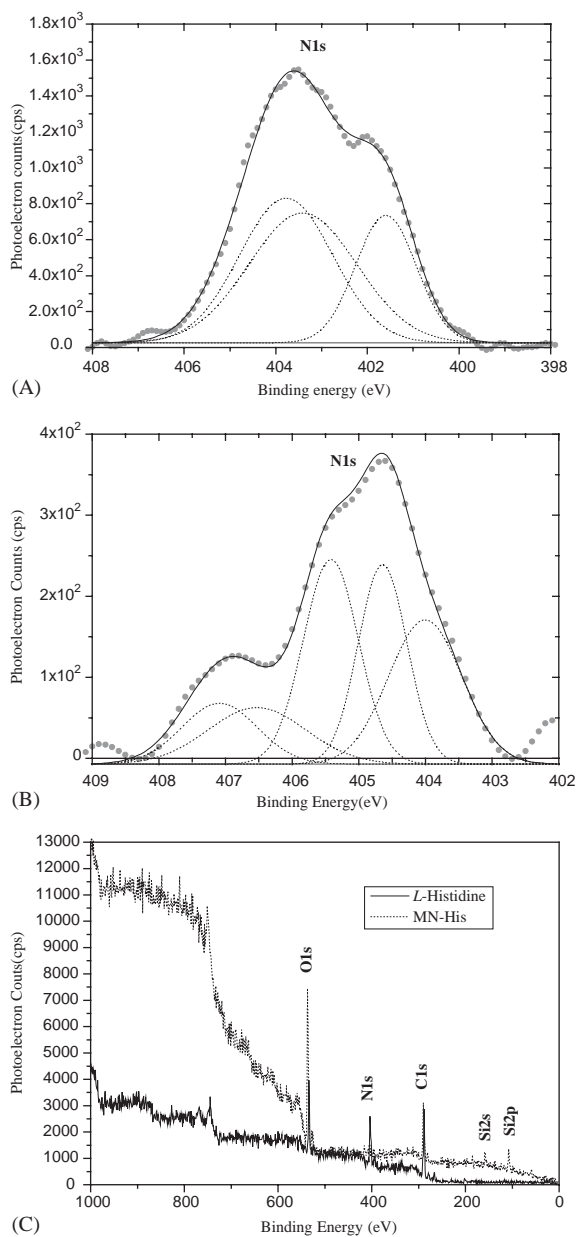 1.8x10³
1.6x10³
1.4x10³
1.2x10³
1.0x10³
8.0x10²
6.0x10²
4.0x10²
2.0x10²
0.0
Photoelectron counts(cps)
N1s
408 406 404 402 400 398
Binding energy (eV)
(A)
4x10²
3x10²
2x10²
1x10²
0
Photoelectron Counts (cps)
N1s
409 408 407 406 405 404 403 402
Binding Energy(eV)
(B)
13000
12000
11000
10000
9000
8000
7000
6000
5000
4000
3000
2000
1000
0
Photoelectron Couts(cps)
L-Histidine
MN-His
O1s
N1s
C1s
Si2s
Si2p
1000 800 600 400 200 0
Binding Energy (eV)
(C)